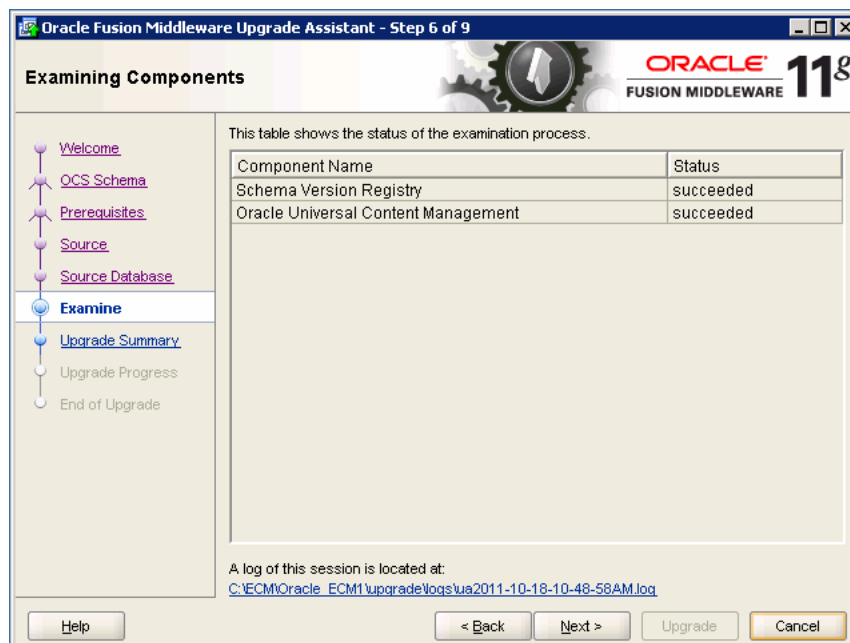 Oracle Fusion Middleware Upgrade Assistant - Step 6 of 9
Examining Components
ORACLE
FUSION MIDDLEWARE
11g
Welcome
OCS Schema
Prerequisites
Source
Source Database
Examine
Upgrade Summary
Upgrade Progress
End of Upgrade
This table shows the status of the examination process.
Component Name Status
Schema Version Registry succeeded
Oracle Universal Content Management succeeded
A log of this session is located at:
C:\ECM\Oracle_ECM1\upgrade\logs\ua2011-10-18-10-48-58AM.log
Help < Back Next > Upgrade Cancel